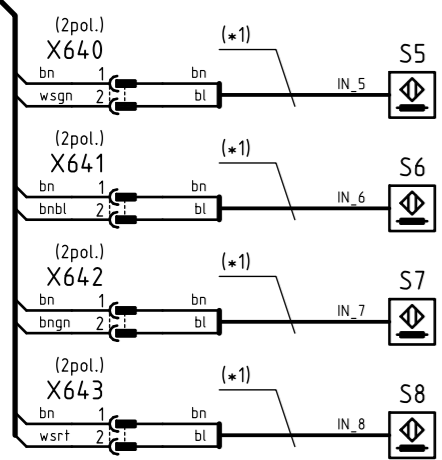 (2pol.)
X640
(*1)
S5
bn 1 bn
wsgn 2 bl
IN_5
(2pol.)
X641
(*1)
S6
bn 1 bn
bnbl 2 bl
IN_6
(2pol.)
X642
(*1)
S7
bn 1 bn
bngn 2 bl
IN_7
(2pol.)
X643
(*1)
S8
bn 1 bn
wsrt 2 bl
IN_8